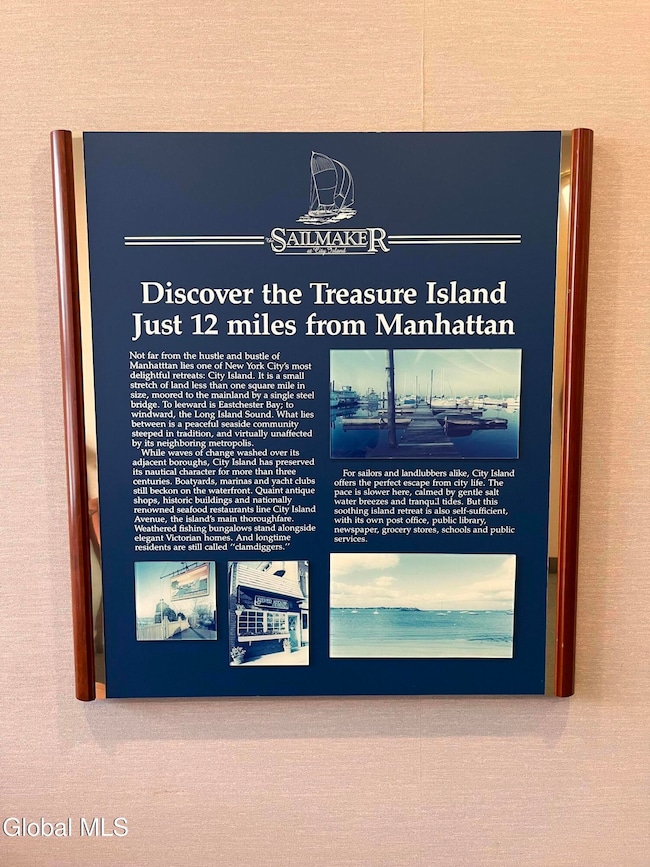 THE SAILMAKER
at City Island
Discover the Treasure Island
Just 12 miles from Manhattan
Not far from the hustle and bustle of
Manhatttan lies one of New York City's most
delightful retreats: City Island. It is a small
stretch of land less than one square mile in
size, moored to the mainland by a single steel
bridge. To leeward is Eastchester Bay; to
windward, the Long Island Sound. What lies
between is a peaceful seaside community
steeped in tradition, and virtually unaffected
by its neighboring metropolis.
While waves of change washed over its
adjacent boroughs, City Island has preserved
its nautical character for more than three
centuries. Boatyards, marinas and yacht clubs
still beckon on the waterfront. Quaint antique
shops, historic buildings and nationally
renowned seafood restaurants line City Island
Avenue, the island's main thoroughfare.
Weathered fishing bungalows stand alongside
elegant Victorian homes. And longtime
residents are still called "clamdiggers."
For sailors and landlubbers alike, City Island
offers the perfect escape from city life. The
pace is slower here, calmed by gentle salt
water breezes and tranquil tides. But this
soothing island retreat is also self-sufficient,
with its own post office, public library,
newspaper, grocery stores, schools and public
services.
Global MLS